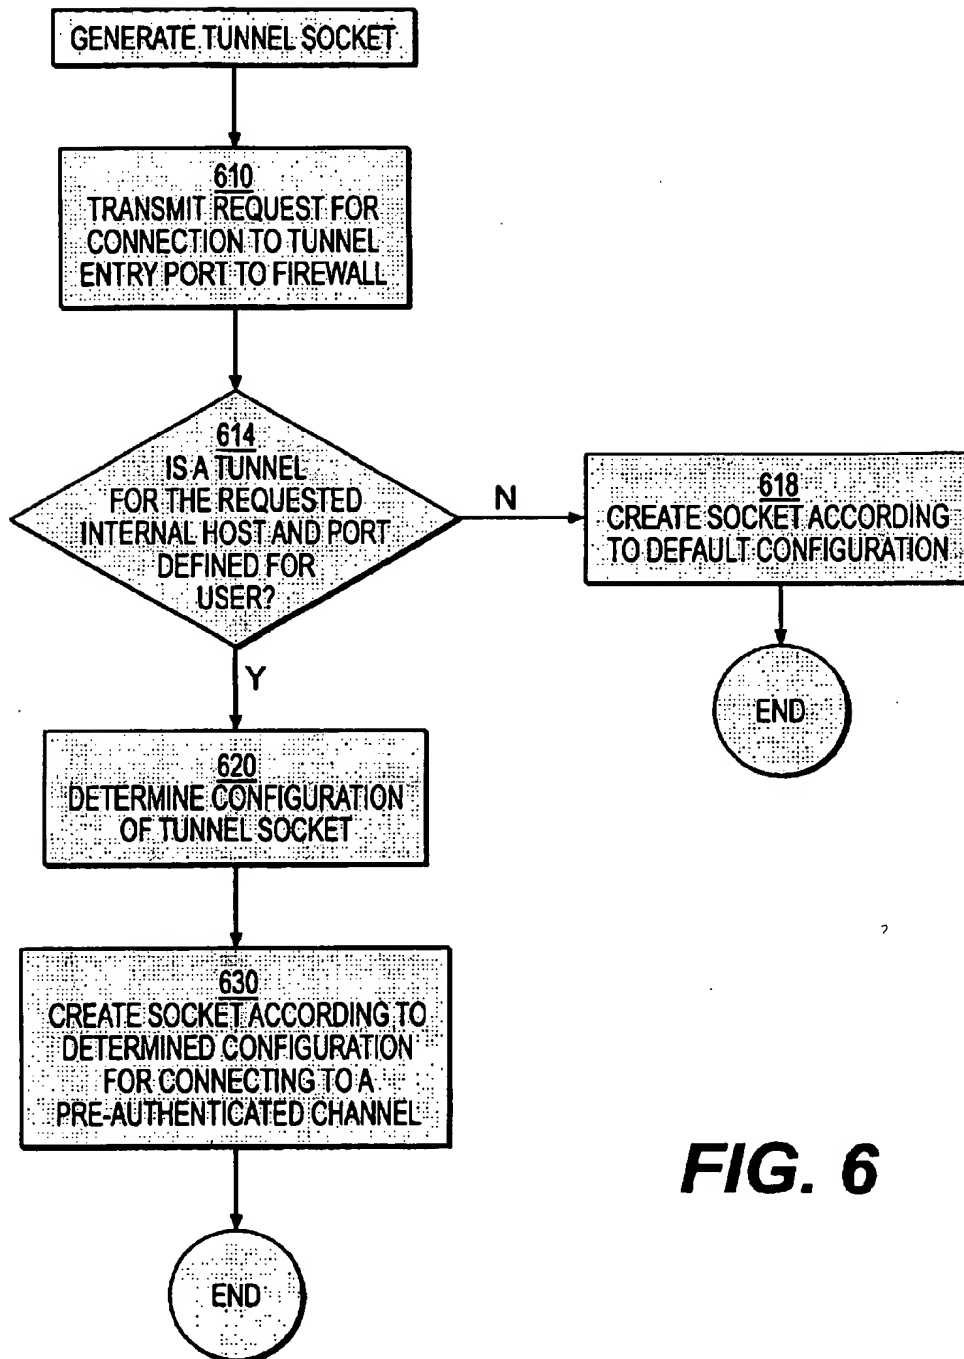 GENERATE TUNNEL SOCKET
610
TRANSMIT REQUEST FOR
CONNECTION TO TUNNEL
ENTRY PORT TO FIREWALL
614
IS A TUNNEL
FOR THE REQUESTED
INTERNAL HOST AND PORT
DEFINED FOR
USER?
N
618
CREATE SOCKET ACCORDING
TO DEFAULT CONFIGURATION
END
Y
620
DETERMINE CONFIGURATION
OF TUNNEL SOCKET
630
CREATE SOCKET ACCORDING TO
DETERMINED CONFIGURATION
FOR CONNECTING TO A
PRE-AUTHENTICATED CHANNEL
END
FIG. 6